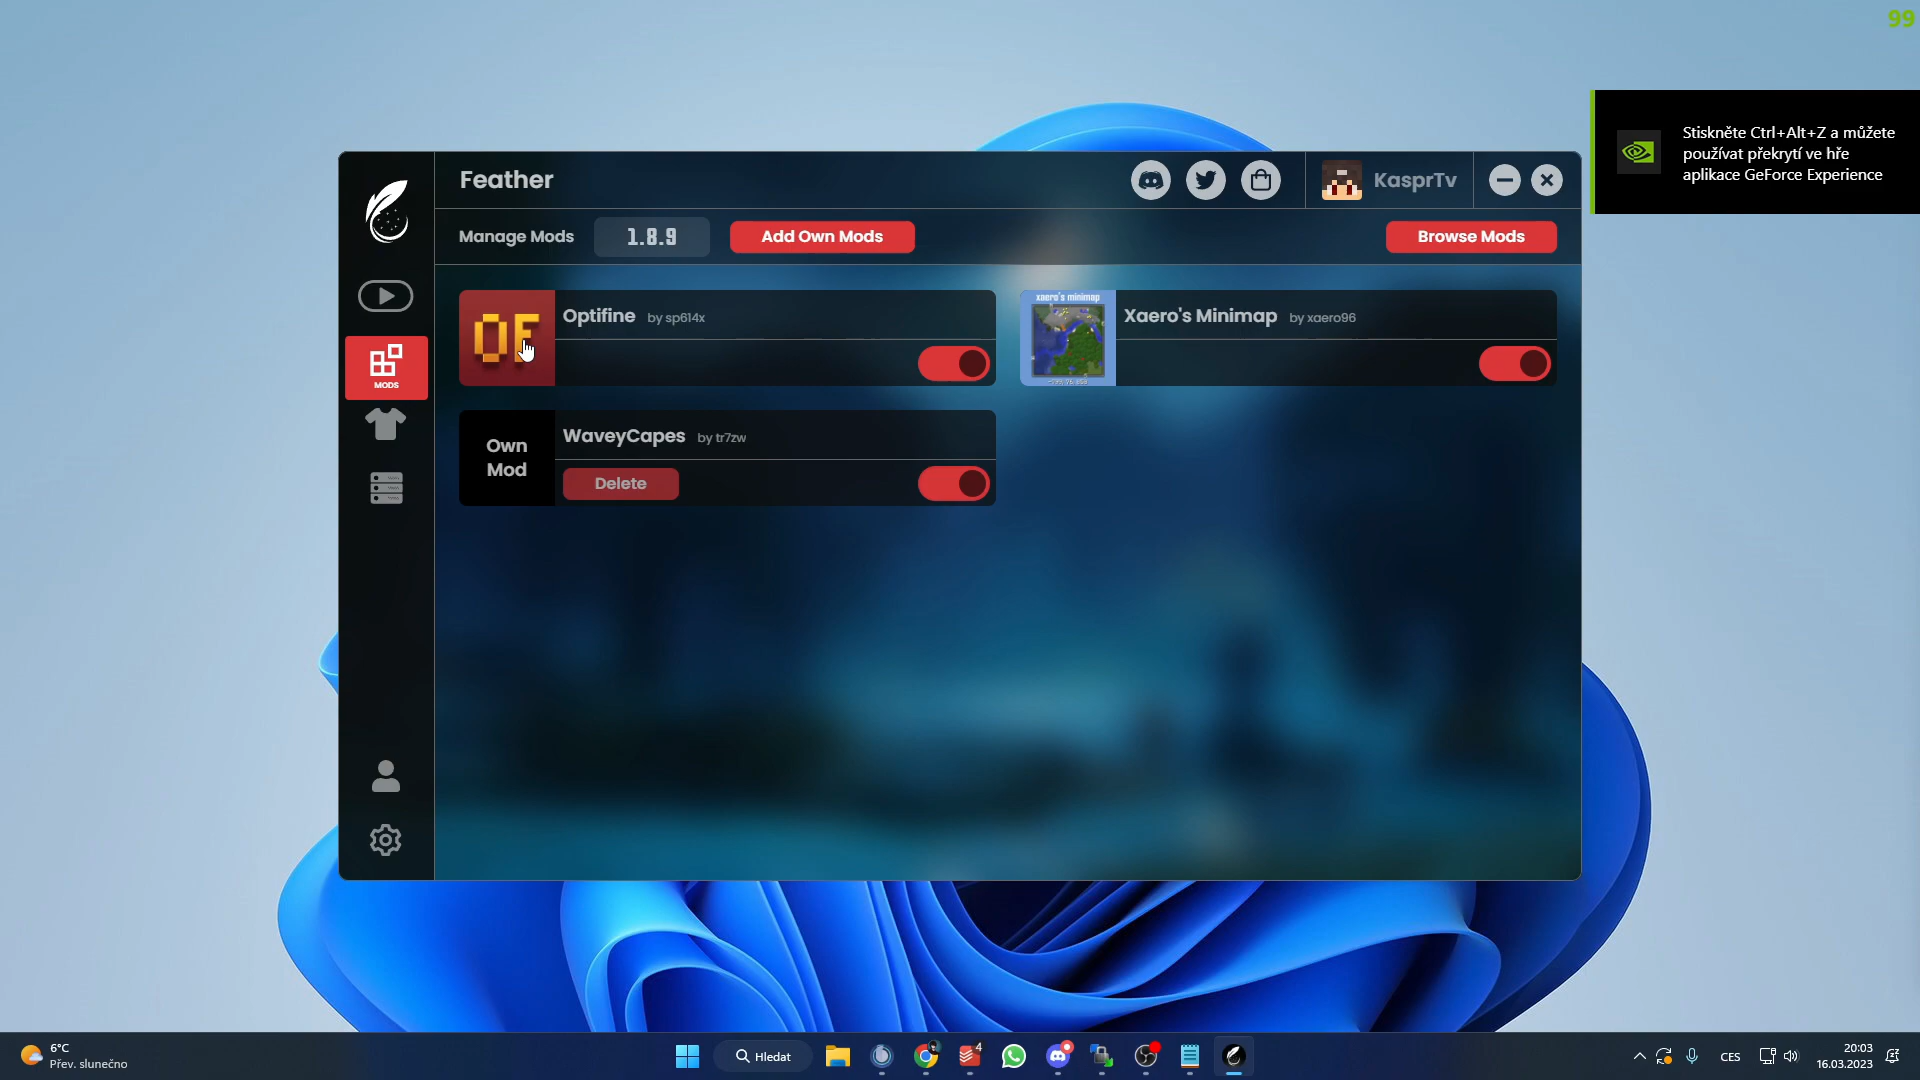 99
Stiskněte Ctrl+Alt+Z a můžete
používat překrytí ve hře
aplikace GeForce Experience
Feather
KasprTv
Manage Mods
1.8.9
Add Own Mods
Browse Mods
OF
Optifine by sp614x
xaero's minimap
Xaero's Minimap by xaero96
MODS
Own
Mod
WaveyCapes by tr7zw
Delete
6°C
Přev. slunečno
Hledat
4
CES
20:03
16.03.2023